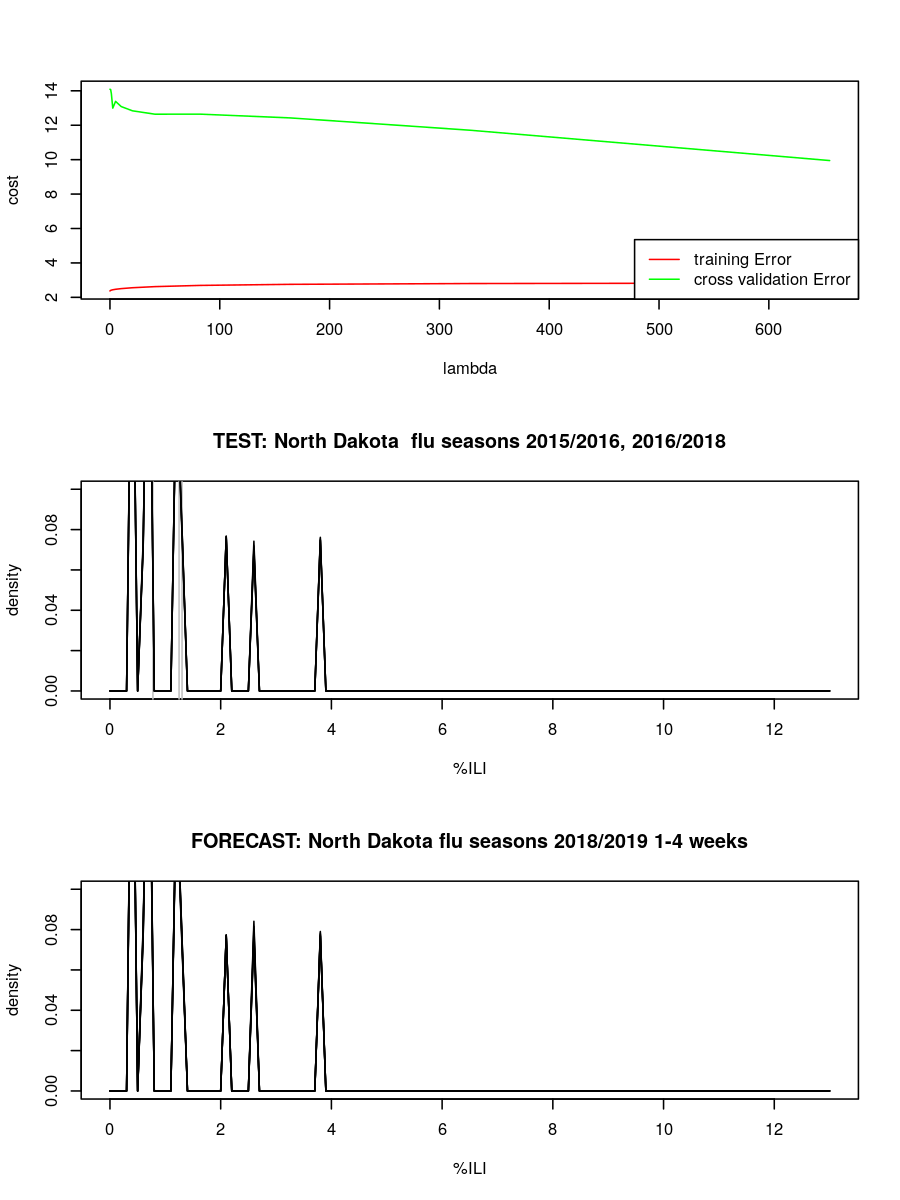 14
12
10
8
6
4
2
cost
training Error
cross validation Error
0 100 200 300 400 500 600
lambda
TEST: North Dakota  flu seasons 2015/2016, 2016/2018
0.08
0.04
0.00
density
0 2 4 6 8 10 12
%ILI
FORECAST: North Dakota flu seasons 2018/2019 1-4 weeks
0.08
0.04
0.00
density
0 2 4 6 8 10 12
%ILI